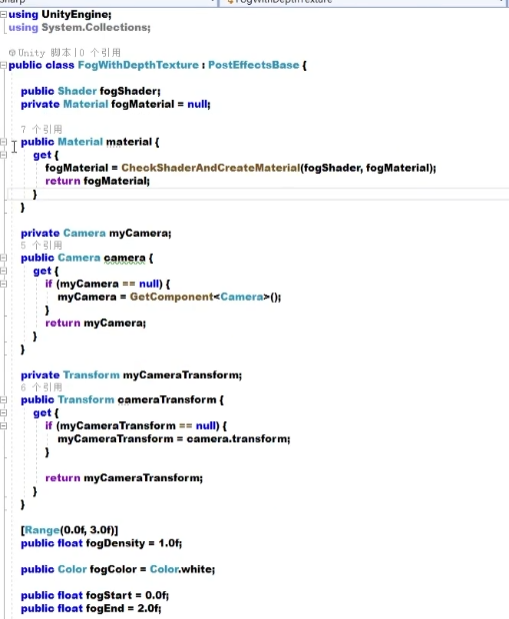 FogWithDepthTexture
using UnityEngine;
using System.Collections;
Unity 脚本|0 个引用
public class FogWithDepthTexture : PostEffectsBase {
public Shader fogShader;
private Material fogMaterial = null;
7 个引用
public Material material {
get {
fogMaterial = CheckShaderAndCreateMaterial(fogShader, fogMaterial);
return fogMaterial;
}
}
private Camera myCamera;
5 个引用
public Camera camera {
get {
if (myCamera == null) {
myCamera = GetComponent<Camera>();
}
return myCamera;
}
}
private Transform myCameraTransform;
6 个引用
public Transform cameraTransform {
get {
if (myCameraTransform == null) {
myCameraTransform = camera.transform;
}
return myCameraTransform;
}
}
[Range(0.0f, 3.0f)]
public float fogDensity = 1.0f;
public Color fogColor = Color.white;
public float fogStart = 0.0f;
public float fogEnd = 2.0f;